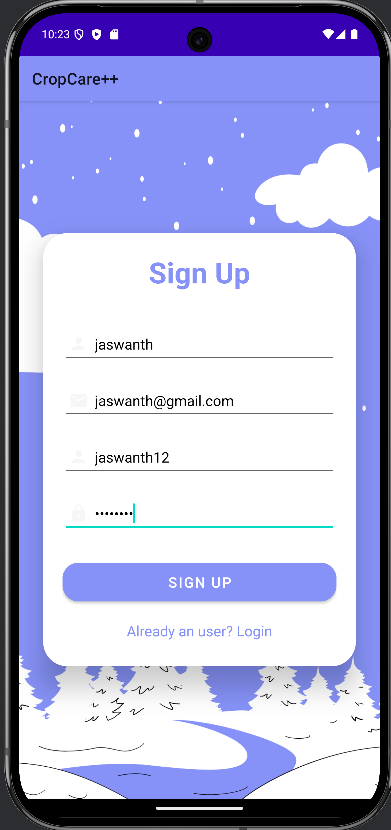 10:23
CropCare++
Sign Up
jaswanth
jaswanth@gmail.com
jaswanth12
••••••••
SIGN UP
Already an user? Login